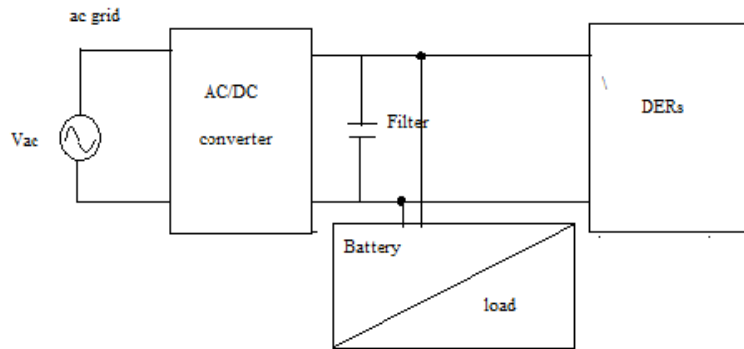 ac grid
AC/DC
converter
Vac
Filter
DERs
Battery
load